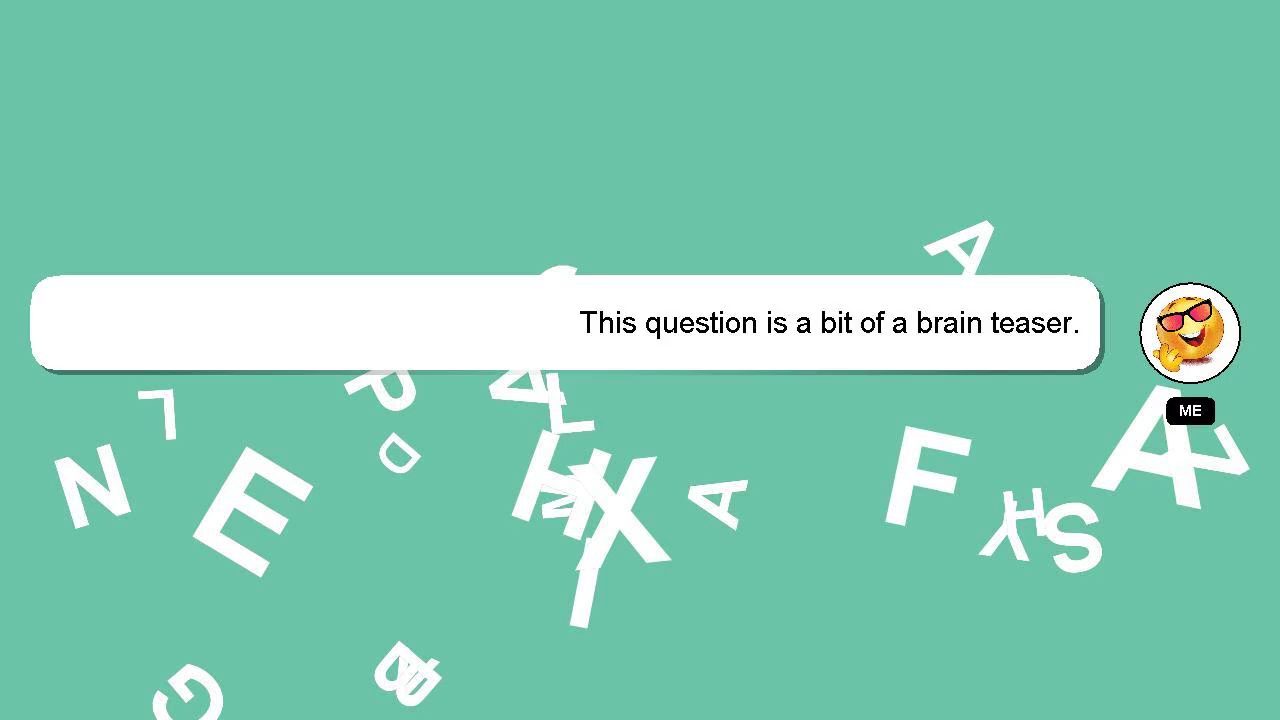 This question is a bit of a brain teaser.
ME
A
L
P
D
N
E
H
X
A
F
H
S
A
G
B